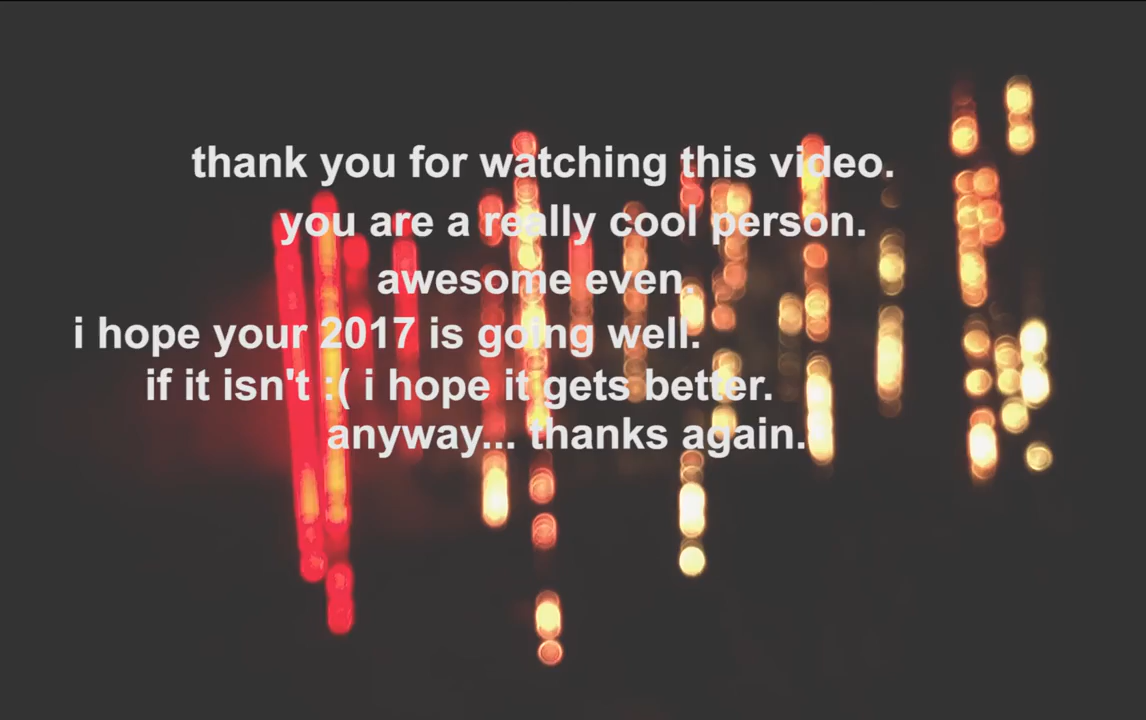 thank you for watching this video.
you are a really cool person.
awesome even.
i hope your 2017 is going well.
if it isn't :( i hope it gets better.
anyway... thanks again.